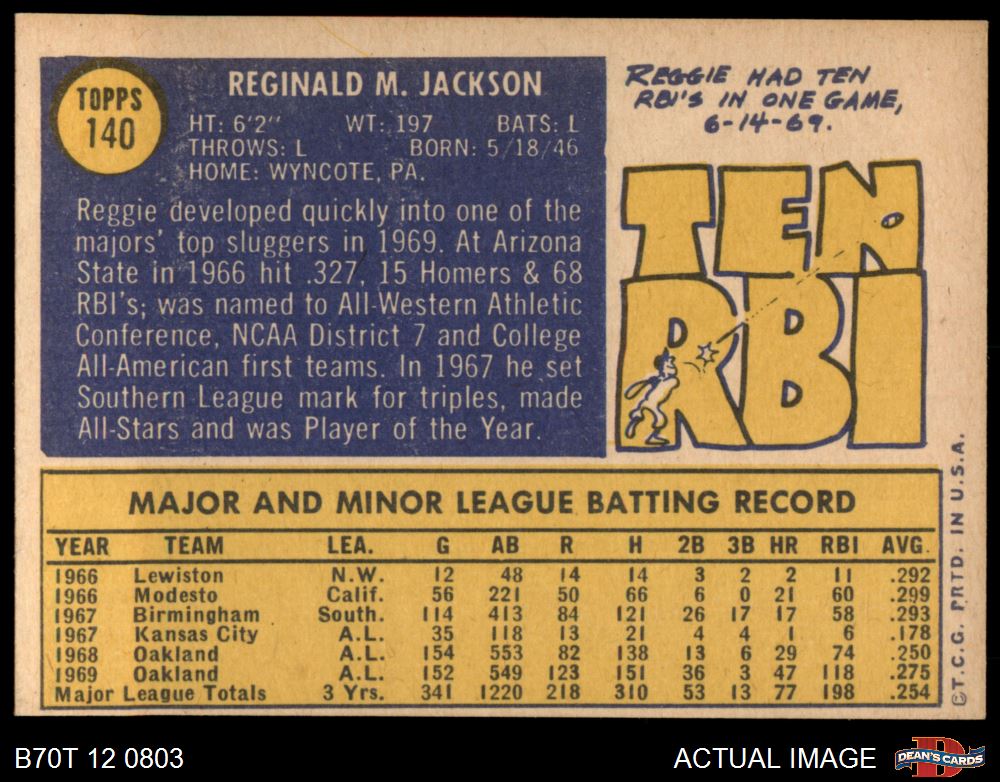 TOPPS
140
REGINALD M. JACKSON
HT: 6'2" WT: 197 BATS: L
THROWS: L BORN: 5/18/46
HOME: WYNCOTE, PA.
Reggie developed quickly into one of the
majors' top sluggers in 1969. At Arizona
State in 1966 hit .327, 15 Homers & 68
RBI's; was named to All-Western Athletic
Conference, NCAA District 7 and College
All-American first teams. In 1967 he set
Southern League mark for triples, made
All-Stars and was Player of the Year.
REGGIE HAD TEN
RBI'S IN ONE GAME,
6-14-69.
TEN
RBI
MAJOR AND MINOR LEAGUE BATTING RECORD
YEAR TEAM LEA. G AB R H 2B 3B HR RBI AVG.
1966 Lewiston N.W. 12 48 14 14 3 2 2 11 .292
1966 Modesto Calif. 56 221 50 66 6 0 21 60 .299
1967 Birmingham South. 114 413 84 121 26 17 17 58 .293
1967 Kansas City A.L. 35 118 13 21 4 4 1 6 .178
1968 Oakland A.L. 154 553 82 138 13 6 29 74 .250
1969 Oakland A.L. 152 549 123 151 36 3 47 118 .275
Major League Totals 3 Yrs. 341 1220 218 310 53 13 77 198 .254
©T.C.G. PRTD. IN U.S.A.
B70T 12 0803
ACTUAL IMAGE
D
DEAN'S CARDS